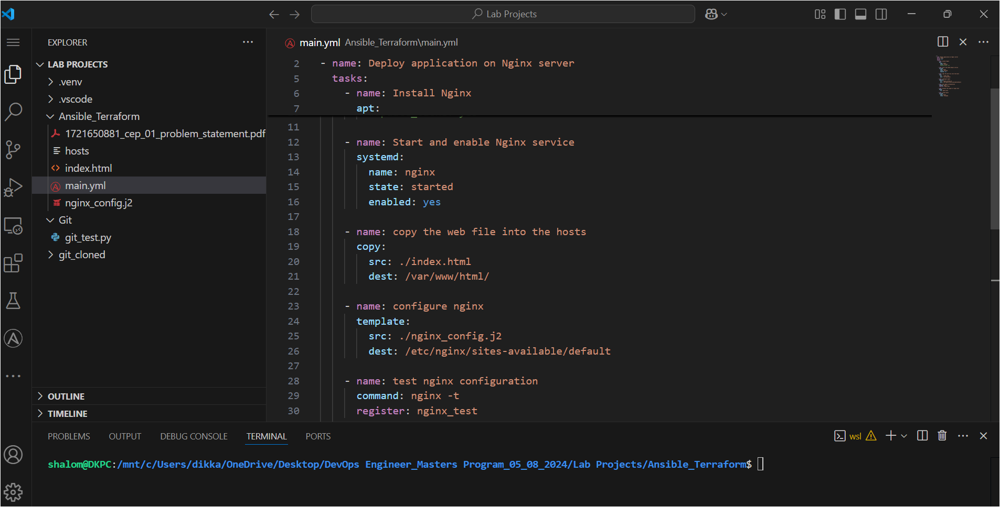 Lab Projects
EXPLORER
LAB PROJECTS
.venv
.vscode
Ansible_Terraform
1721650881_cep_01_problem_statement.pdf
hosts
index.html
main.yml
nginx_config.j2
Git
git_test.py
git_cloned
OUTLINE
TIMELINE
main.yml Ansible_Terraform\main.yml
2 - name: Deploy application on Nginx server
5 tasks:
6 - name: Install Nginx
7 apt:
11
12 - name: Start and enable Nginx service
13 systemd:
14 name: nginx
15 state: started
16 enabled: yes
17
18 - name: copy the web file into the hosts
19 copy:
20 src: ./index.html
21 dest: /var/www/html/
22
23 - name: configure nginx
24 template:
25 src: ./nginx_config.j2
26 dest: /etc/nginx/sites-available/default
27
28 - name: test nginx configuration
29 command: nginx -t
30 register: nginx_test
PROBLEMS OUTPUT DEBUG CONSOLE TERMINAL PORTS
wsl
shalom@DKPC:/mnt/c/Users/dikka/OneDrive/Desktop/DevOps Engineer_Masters Program_05_08_2024/Lab Projects/Ansible_Terraform$